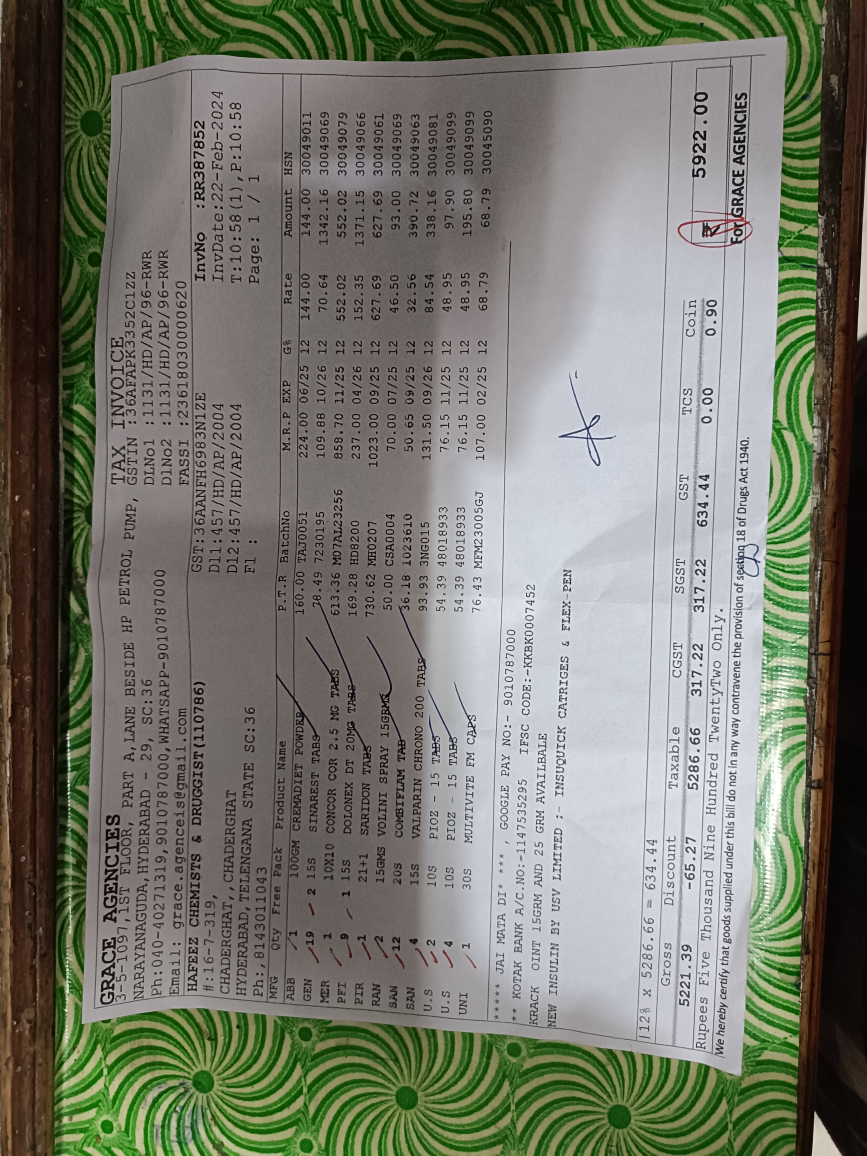 GRACE AGENCIES
TAX INVOICE
3-5-1097,1ST FLOOR, PART A,LANE BESIDE HP PETROL PUMP, GSTIN :36AFAPK3352C1ZZ
NARAYANAGUDA,HYDERABAD - 29, SC:36 DLNo1 :1131/HD/AP/96-RWR
Ph:040-40271319,9010787000,WHATSAPP-9010787000 DlNo2 :1131/HD/AP/96-RWR
Email: grace.agenceis@gmail.com FASSI :23618030000620
HAFEEZ CHEMISTS & DRUGGIST(110786) GST:36AANFH6983N1ZE InvNo :RR387852
#:16-7-319, Dl1:457/HD/AP/2004 InvDate:22-Feb-2024
CHADERGHAT,,CHADERGHAT Dl2:457/HD/AP/2004 T:10:58(1),P:10:58
HYDERABAD,TELENGANA STATE SC:36 Fl : Page: 1 / 1
Ph:,8143011043
MFG Qty Free Pack Product Name P.T.R BatchNo M.R.P EXP G% Rate Amount HSN
ABB 1 100GM CREMADIET POWDER 160.00 TAJ0051 224.00 06/25 12 144.00 144.00 30049011
GEN 19 2 15S SINAREST TABS 78.49 7230195 109.88 10/26 12 70.64 1342.16 30049069
MER 1 10X10 CONCOR COR 2.5 MG TABS 613.36 M07AL23256 858.70 11/25 12 552.02 552.02 30049079
PFI 9 1 15S DOLONEX DT 20MG TABS 169.28 HD8200 237.00 04/26 12 152.35 1371.15 30049066
PIR 1 21+1 SARIDON TABS 730.62 MH0207 1023.00 09/25 12 627.69 627.69 30049061
RAN 2 15GMS VOLINI SPRAY 15GRMS 50.00 CSA0004 70.00 07/25 12 46.50 93.00 30049069
SAN 12 20S COMBIFLAM TAB 36.18 1023610 50.65 09/25 12 32.56 390.72 30049063
SAN 4 15S VALPARIN CHRONO 200 TABS 93.93 3NG015 131.50 09/26 12 84.54 338.16 30049081
U.S 2 10S PIOZ - 15 TABS 54.39 48018933 76.15 11/25 12 48.95 97.90 30049099
U.S 4 10S PIOZ - 15 TABS 54.39 48018933 76.15 11/25 12 48.95 195.80 30049099
UNI 1 30S MULTIVITE FM CAPS 76.43 MFM23005GJ 107.00 02/25 12 68.79 68.79 30045090
***** JAI MATA DI* *** , GOOGLE PAY NO:- 9010787000
** KOTAK BANK A/C.NO:-1147535295 IFSC CODE:-KKBK0007452
KRACK OINT 15GRM AND 25 GRM AVAILBALE
NEW INSULIN BY USV LIMITED :- INSUQUICK CATRIGES & FLEX-PEN
12% x 5286.66 = 634.44
Gross Discount Taxable CGST SGST GST TCS Coin
5221.39 -65.27 5286.66 317.22 317.22 634.44 0.00 0.90 ₹ 5922.00
Rupees Five Thousand Nine Hundred TwentyTwo Only.
We hereby certify that goods supplied under this bill do not in any way contravene the provision of section 18 of Drugs Act 1940. For GRACE AGENCIES